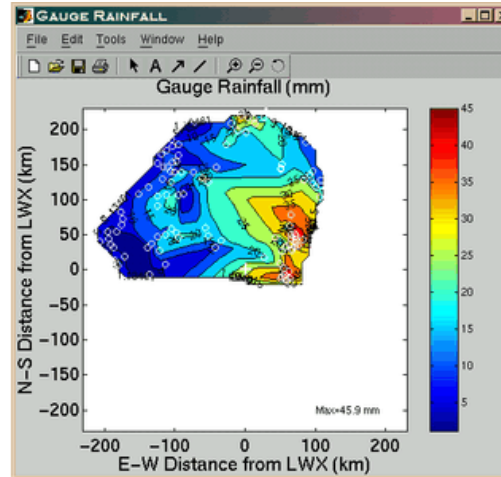 GAUGE RAINFALL
File Edit Tools Window Help
Gauge Rainfall (mm)
N-S Distance from LWX (km)
200
150
100
50
0
-50
-100
-150
-200
45
40
35
30
25
20
15
10
5
Max=45.9 mm
-200 -100 0 100 200
E-W Distance from LWX (km)